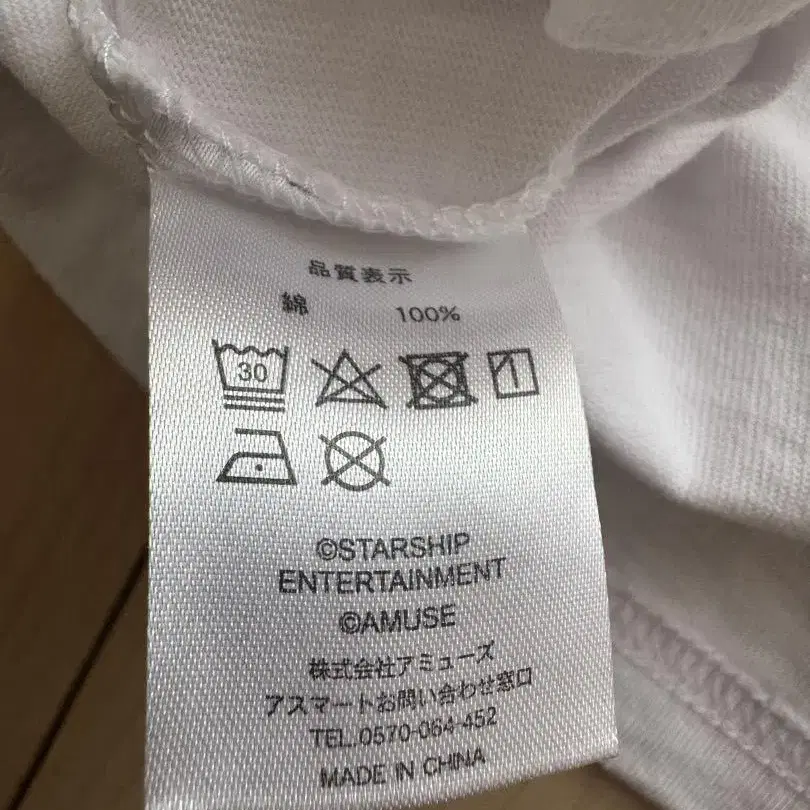 品質表示
綿 100%
30
©STARSHIP
ENTERTAINMENT
©AMUSE
株式会社アミューズ
アスマートお問い合わせ窓口
TEL.0570-064-452
MADE IN CHINA